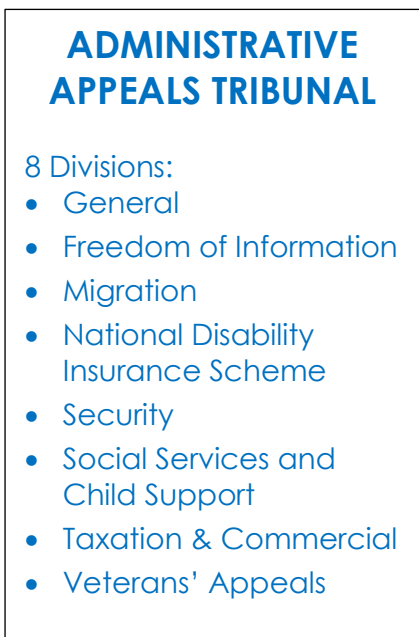 ADMINISTRATIVE
APPEALS TRIBUNAL
8 Divisions:
• General
• Freedom of Information
• Migration
• National Disability
Insurance Scheme
• Security
• Social Services and
Child Support
• Taxation & Commercial
• Veterans’ Appeals